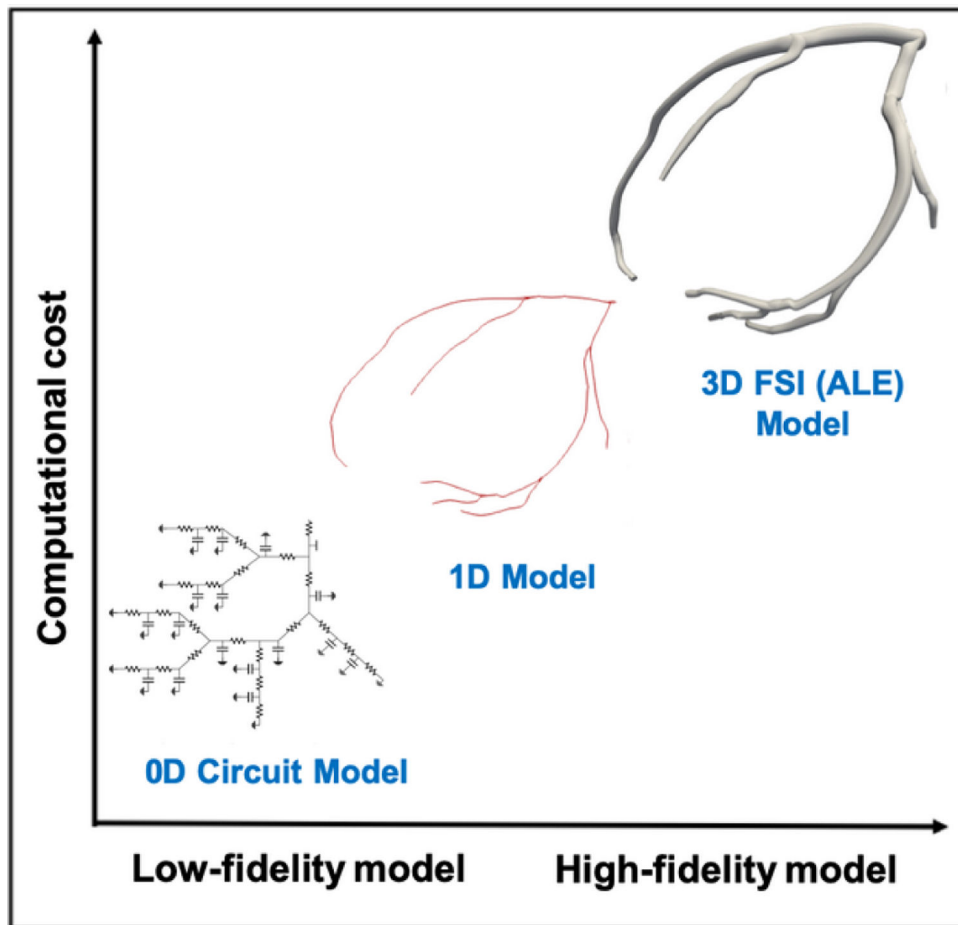 Computational cost
3D FSI (ALE)
Model
1D Model
0D Circuit Model
Low-fidelity model
High-fidelity model